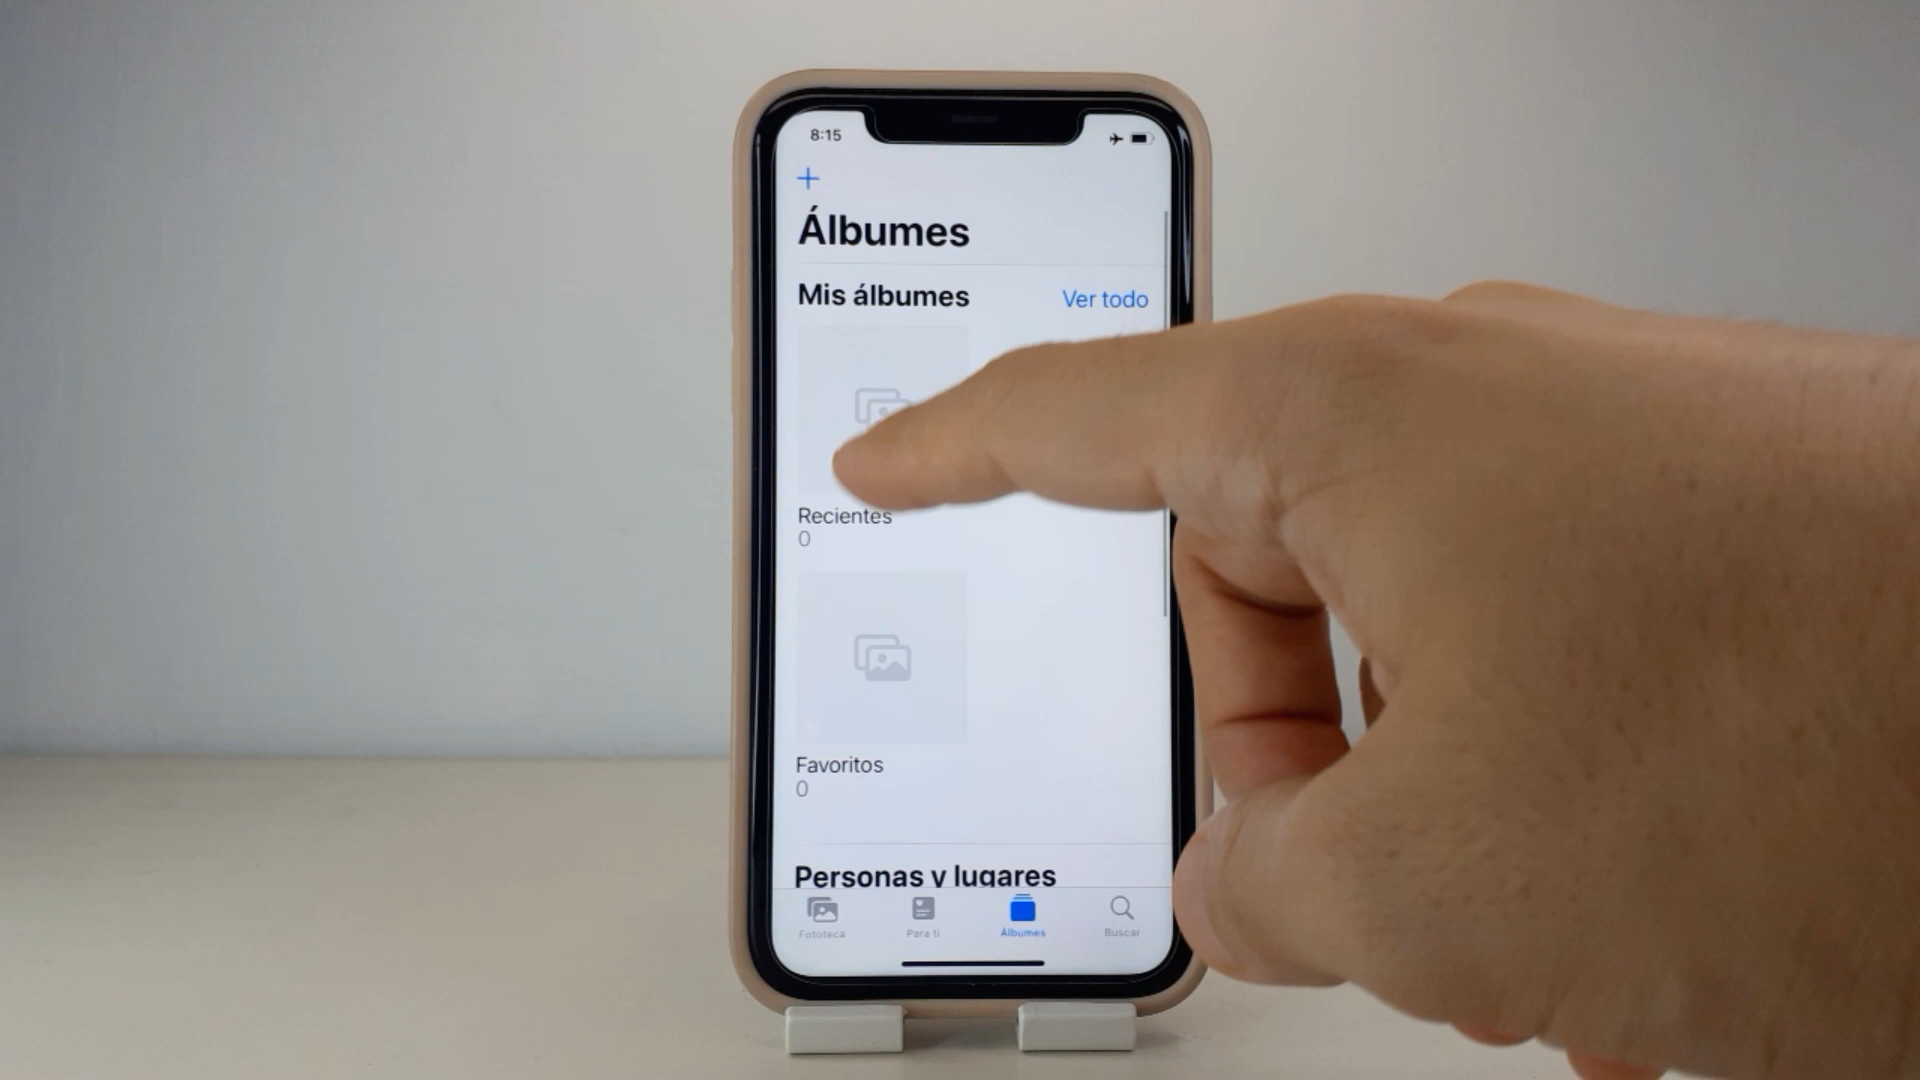 8:15
+
Álbumes
Mis álbumes
Ver todo
Recientes
0
Favoritos
0
Personas y lugares
Fototeca
Para ti
Álbumes
Buscar